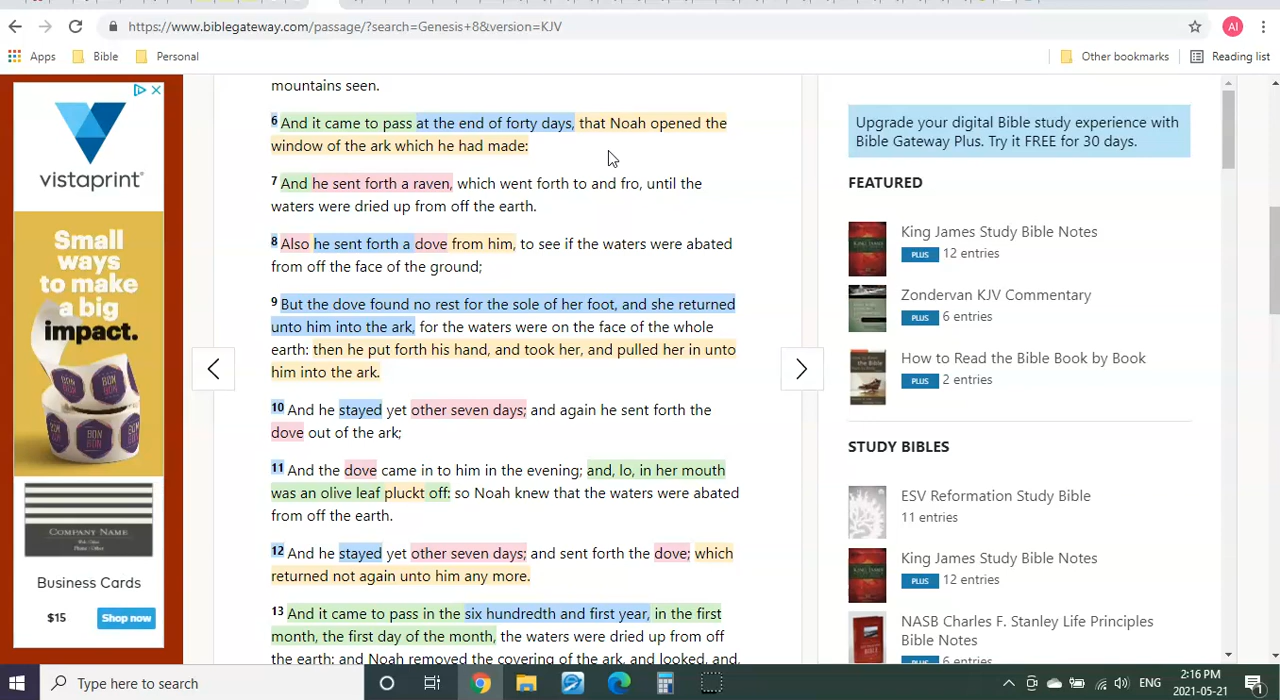 https://www.biblegateway.com/passage/?search=Genesis+8&version=KJV
AI
Apps Bible Personal Other bookmarks Reading list
vistaprint
Small
ways
to make
a big
impact.
BON
BON
BOM
BON
COMPANY NAME
Business Cards
$15 Shop now
mountains seen.
6 And it came to pass at the end of forty days, that Noah opened the
window of the ark which he had made:
7 And he sent forth a raven, which went forth to and fro, until the
waters were dried up from off the earth.
8 Also he sent forth a dove from him, to see if the waters were abated
from off the face of the ground;
9 But the dove found no rest for the sole of her foot, and she returned
unto him into the ark, for the waters were on the face of the whole
earth: then he put forth his hand, and took her, and pulled her in unto
him into the ark.
10 And he stayed yet other seven days; and again he sent forth the
dove out of the ark;
11 And the dove came in to him in the evening; and, lo, in her mouth
was an olive leaf pluckt off: so Noah knew that the waters were abated
from off the earth.
12 And he stayed yet other seven days; and sent forth the dove; which
returned not again unto him any more.
13 And it came to pass in the six hundredth and first year, in the first
month, the first day of the month, the waters were dried up from off
the earth: and Noah removed the covering of the ark, and looked, and,
Upgrade your digital Bible study experience with
Bible Gateway Plus. Try it FREE for 30 days.
FEATURED
King James Study Bible Notes
PLUS 12 entries
Zondervan KJV Commentary
PLUS 6 entries
How to Read the Bible Book by Book
PLUS 2 entries
STUDY BIBLES
ESV Reformation Study Bible
11 entries
King James Study Bible Notes
PLUS 12 entries
NASB Charles F. Stanley Life Principles
Bible Notes
PLUS 6 entries
Type here to search
ENG
2:16 PM
2021-05-21
1